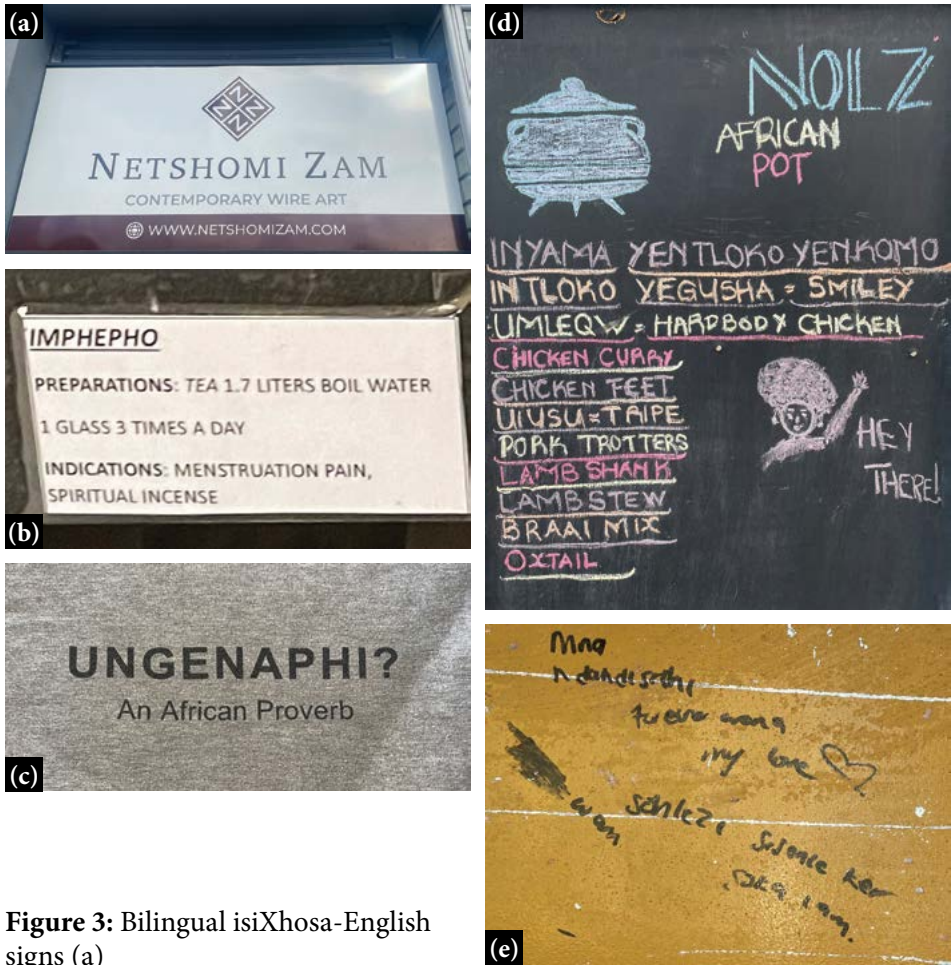 (a)
NETSHOMI ZAM
CONTEMPORARY WIRE ART
WWW.NETSHOMIZAM.COM
(b)
IMPHEPHO
PREPARATIONS: TEA 1.7 LITERS BOIL WATER
1 GLASS 3 TIMES A DAY
INDICATIONS: MENSTRUATION PAIN,
SPIRITUAL INCENSE
(c)
UNGENAPHI?
An African Proverb
Figure 3: Bilingual isiXhosa-English
signs (a)
(d)
NOLZ
AFRICAN
POT
INYAMA YENTLOKO YENKOMO
INTLOKO YEGUSHA = SMILEY
UMLEQW = HARDBODY CHICKEN
CHICKEN CURRY
CHICKEN FEET
ULUSU = TRIPE
PORK TROTTERS
LAMB SHANK
LAMB STEW
BRAAI MIX
OXTAIL
HEY
THERE!
(e)
Mna
my love
wam